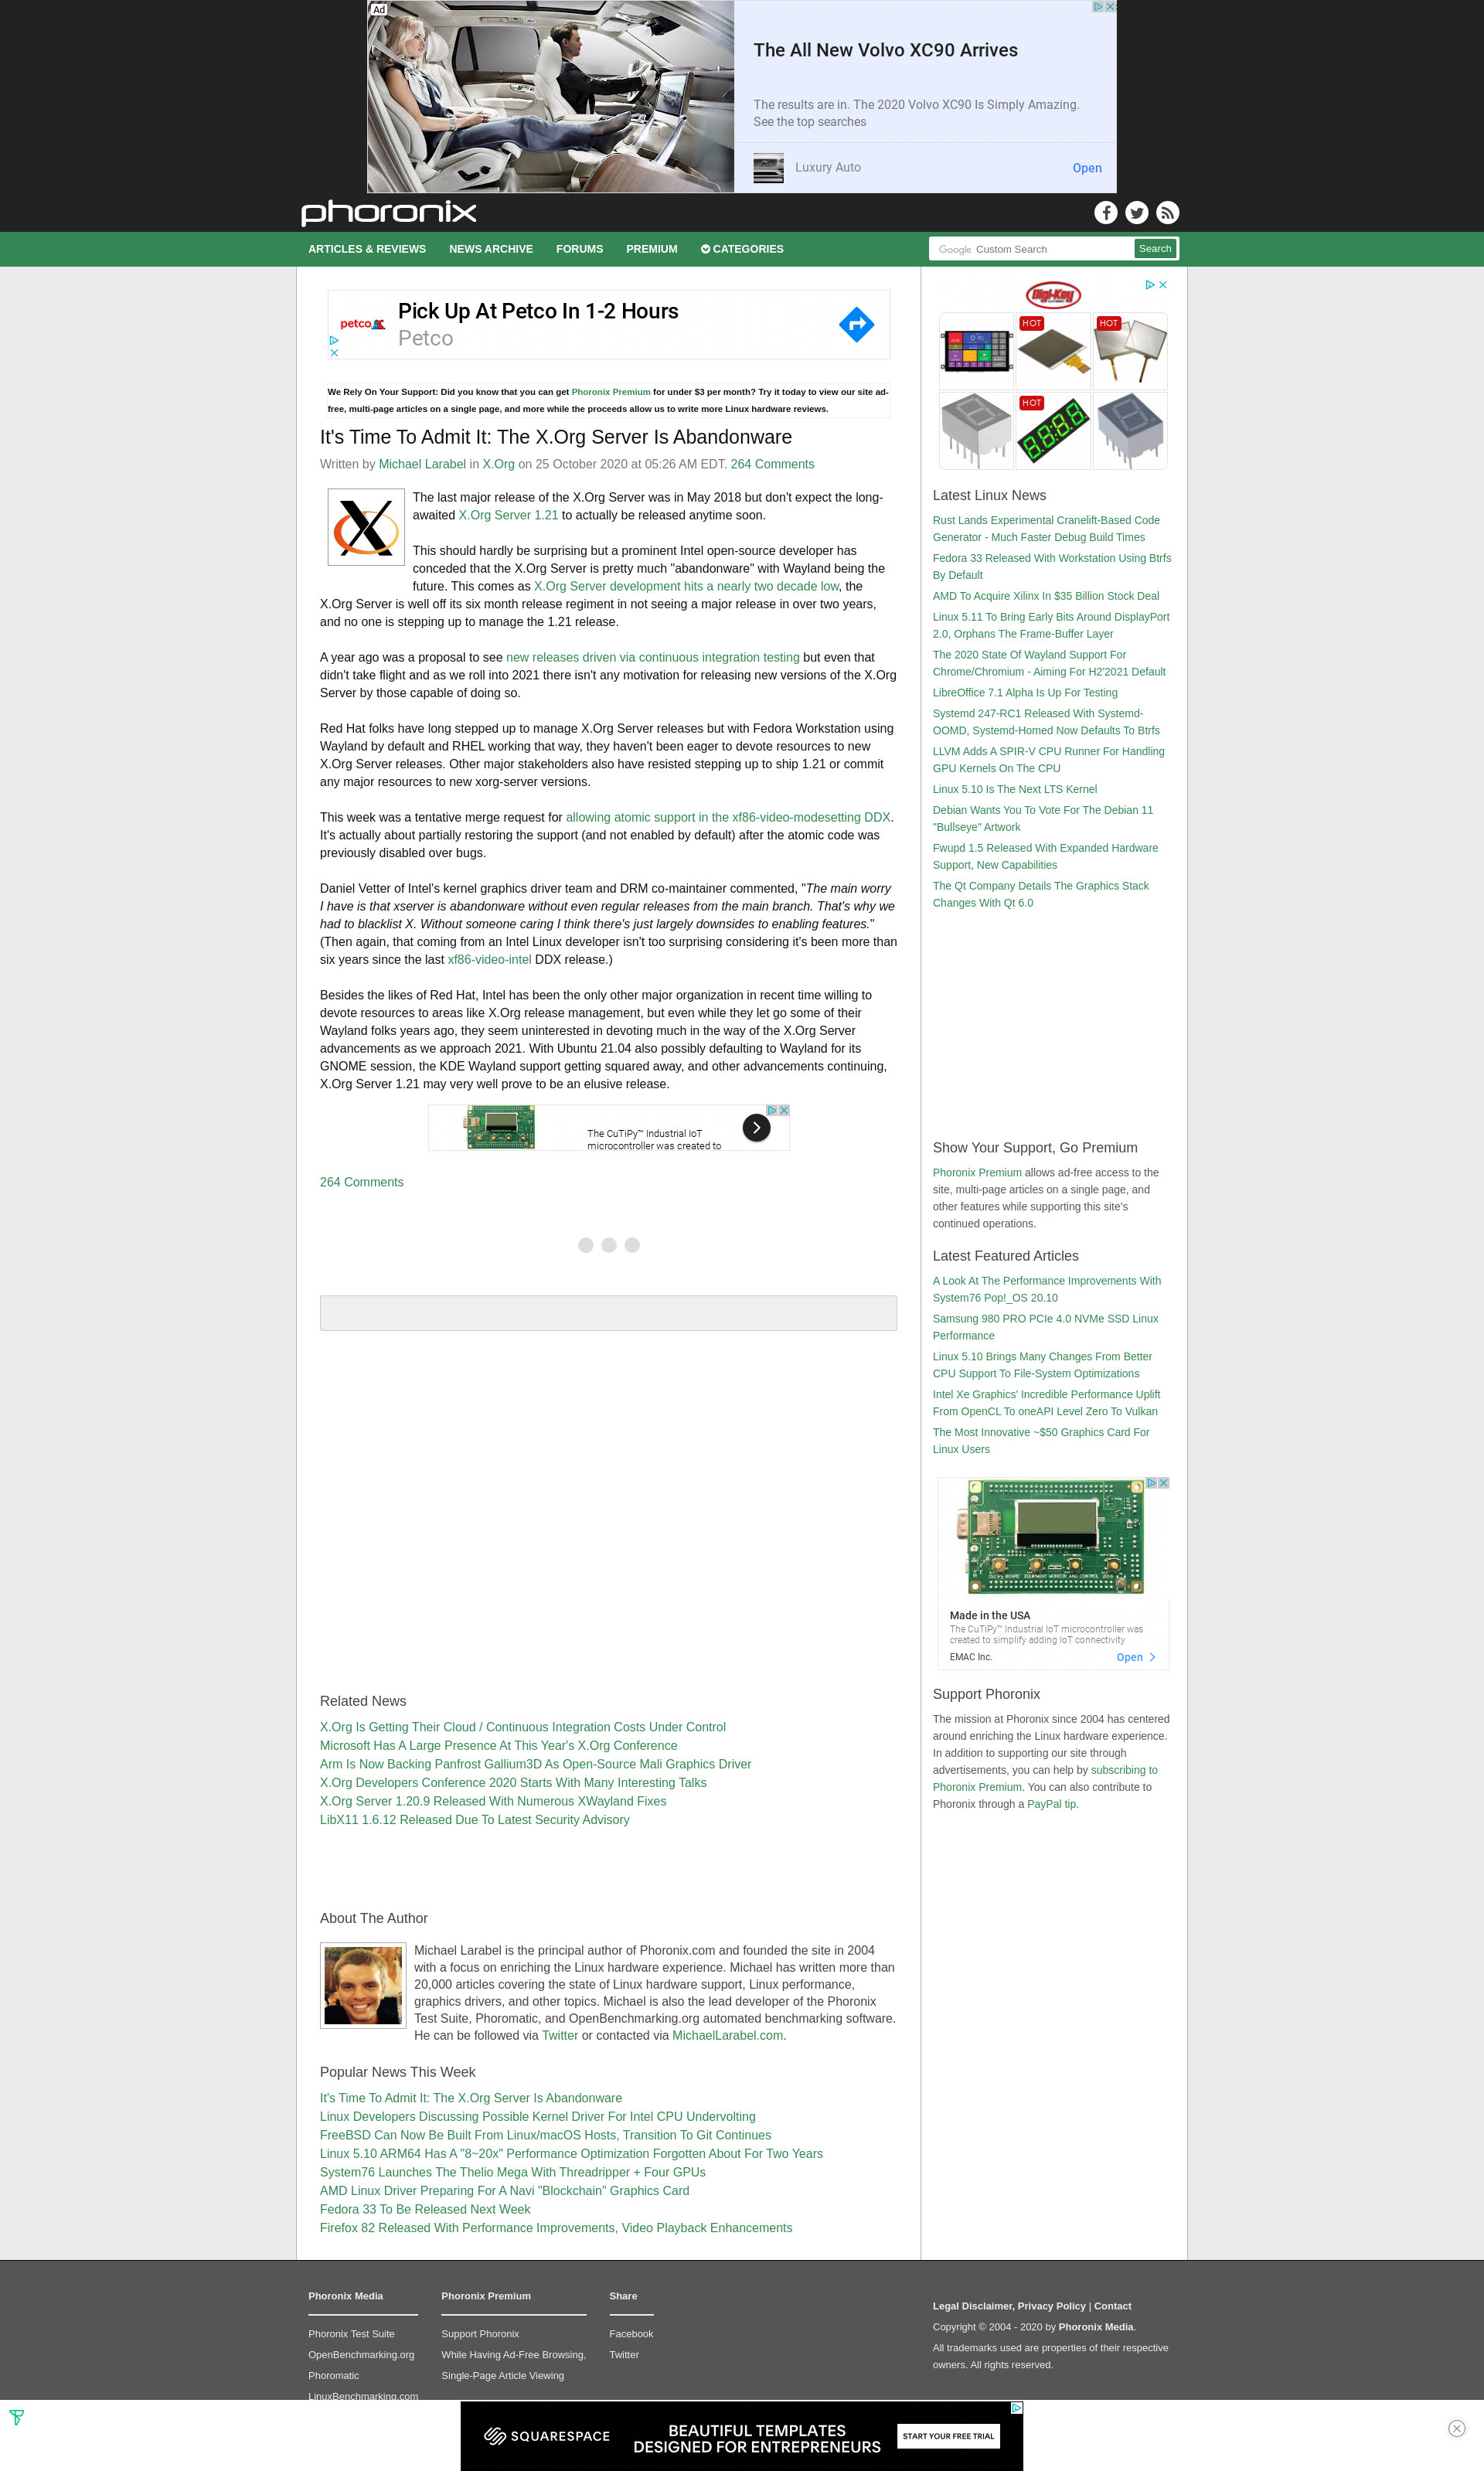 Ad
The All New Volvo XC90 Arrives
The results are in. The 2020 Volvo XC90 Is Simply Amazing.
See the top searches
Luxury Auto
Open
phoronix
ARTICLES & REVIEWS
NEWS ARCHIVE
FORUMS
PREMIUM
CATEGORIES
Google Custom Search
Search
petco
Pick Up At Petco In 1-2 Hours
Petco
We Rely On Your Support: Did you know that you can get Phoronix Premium for under $3 per month? Try it today to view our site ad-
free, multi-page articles on a single page, and more while the proceeds allow us to write more Linux hardware reviews.
It's Time To Admit It: The X.Org Server Is Abandonware
Written by Michael Larabel in X.Org on 25 October 2020 at 05:26 AM EDT. 264 Comments
The last major release of the X.Org Server was in May 2018 but don't expect the long-
awaited X.Org Server 1.21 to actually be released anytime soon.
This should hardly be surprising but a prominent Intel open-source developer has
conceded that the X.Org Server is pretty much "abandonware" with Wayland being the
future. This comes as X.Org Server development hits a nearly two decade low, the
X.Org Server is well off its six month release regiment in not seeing a major release in over two years,
and no one is stepping up to manage the 1.21 release.
A year ago was a proposal to see new releases driven via continuous integration testing but even that
didn't take flight and as we roll into 2021 there isn't any motivation for releasing new versions of the X.Org
Server by those capable of doing so.
Red Hat folks have long stepped up to manage X.Org Server releases but with Fedora Workstation using
Wayland by default and RHEL working that way, they haven't been eager to devote resources to new
X.Org Server releases. Other major stakeholders also have resisted stepping up to ship 1.21 or commit
any major resources to new xorg-server versions.
This week was a tentative merge request for allowing atomic support in the xf86-video-modesetting DDX.
It's actually about partially restoring the support (and not enabled by default) after the atomic code was
previously disabled over bugs.
Daniel Vetter of Intel's kernel graphics driver team and DRM co-maintainer commented, "The main worry
I have is that xserver is abandonware without even regular releases from the main branch. That's why we
had to blacklist X. Without someone caring I think there's just largely downsides to enabling features."
(Then again, that coming from an Intel Linux developer isn't too surprising considering it's been more than
six years since the last xf86-video-intel DDX release.)
Besides the likes of Red Hat, Intel has been the only other major organization in recent time willing to
devote resources to areas like X.Org release management, but even while they let go some of their
Wayland folks years ago, they seem uninterested in devoting much in the way of the X.Org Server
advancements as we approach 2021. With Ubuntu 21.04 also possibly defaulting to Wayland for its
GNOME session, the KDE Wayland support getting squared away, and other advancements continuing,
X.Org Server 1.21 may very well prove to be an elusive release.
The CuTiPy™ Industrial IoT
microcontroller was created to
264 Comments
Related News
X.Org Is Getting Their Cloud / Continuous Integration Costs Under Control
Microsoft Has A Large Presence At This Year's X.Org Conference
Arm Is Now Backing Panfrost Gallium3D As Open-Source Mali Graphics Driver
X.Org Developers Conference 2020 Starts With Many Interesting Talks
X.Org Server 1.20.9 Released With Numerous XWayland Fixes
LibX11 1.6.12 Released Due To Latest Security Advisory
About The Author
Michael Larabel is the principal author of Phoronix.com and founded the site in 2004
with a focus on enriching the Linux hardware experience. Michael has written more than
20,000 articles covering the state of Linux hardware support, Linux performance,
graphics drivers, and other topics. Michael is also the lead developer of the Phoronix
Test Suite, Phoromatic, and OpenBenchmarking.org automated benchmarking software.
He can be followed via Twitter or contacted via MichaelLarabel.com.
Popular News This Week
It's Time To Admit It: The X.Org Server Is Abandonware
Linux Developers Discussing Possible Kernel Driver For Intel CPU Undervolting
FreeBSD Can Now Be Built From Linux/macOS Hosts, Transition To Git Continues
Linux 5.10 ARM64 Has A "8~20x" Performance Optimization Forgotten About For Two Years
System76 Launches The Thelio Mega With Threadripper + Four GPUs
AMD Linux Driver Preparing For A Navi "Blockchain" Graphics Card
Fedora 33 To Be Released Next Week
Firefox 82 Released With Performance Improvements, Video Playback Enhancements
Digi-Key
HOT
HOT
HOT
Latest Linux News
Rust Lands Experimental Cranelift-Based Code
Generator - Much Faster Debug Build Times
Fedora 33 Released With Workstation Using Btrfs
By Default
AMD To Acquire Xilinx In $35 Billion Stock Deal
Linux 5.11 To Bring Early Bits Around DisplayPort
2.0, Orphans The Frame-Buffer Layer
The 2020 State Of Wayland Support For
Chrome/Chromium - Aiming For H2'2021 Default
LibreOffice 7.1 Alpha Is Up For Testing
Systemd 247-RC1 Released With Systemd-
OOMD, Systemd-Homed Now Defaults To Btrfs
LLVM Adds A SPIR-V CPU Runner For Handling
GPU Kernels On The CPU
Linux 5.10 Is The Next LTS Kernel
Debian Wants You To Vote For The Debian 11
"Bullseye" Artwork
Fwupd 1.5 Released With Expanded Hardware
Support, New Capabilities
The Qt Company Details The Graphics Stack
Changes With Qt 6.0
Show Your Support, Go Premium
Phoronix Premium allows ad-free access to the
site, multi-page articles on a single page, and
other features while supporting this site's
continued operations.
Latest Featured Articles
A Look At The Performance Improvements With
System76 Pop!_OS 20.10
Samsung 980 PRO PCIe 4.0 NVMe SSD Linux
Performance
Linux 5.10 Brings Many Changes From Better
CPU Support To File-System Optimizations
Intel Xe Graphics' Incredible Performance Uplift
From OpenCL To oneAPI Level Zero To Vulkan
The Most Innovative ~$50 Graphics Card For
Linux Users
Made in the USA
The CuTiPy™ Industrial IoT microcontroller was
created to simplify adding IoT connectivity
EMAC Inc.
Open
Support Phoronix
The mission at Phoronix since 2004 has centered
around enriching the Linux hardware experience.
In addition to supporting our site through
advertisements, you can help by subscribing to
Phoronix Premium. You can also contribute to
Phoronix through a PayPal tip.
Phoronix Media
Phoronix Test Suite
OpenBenchmarking.org
Phoromatic
LinuxBenchmarking.com
Phoronix Premium
Support Phoronix
While Having Ad-Free Browsing,
Single-Page Article Viewing
Share
Facebook
Twitter
Legal Disclaimer, Privacy Policy | Contact
Copyright © 2004 - 2020 by Phoronix Media.
All trademarks used are properties of their respective
owners. All rights reserved.
SQUARESPACE
BEAUTIFUL TEMPLATES
DESIGNED FOR ENTREPRENEURS
START YOUR FREE TRIAL